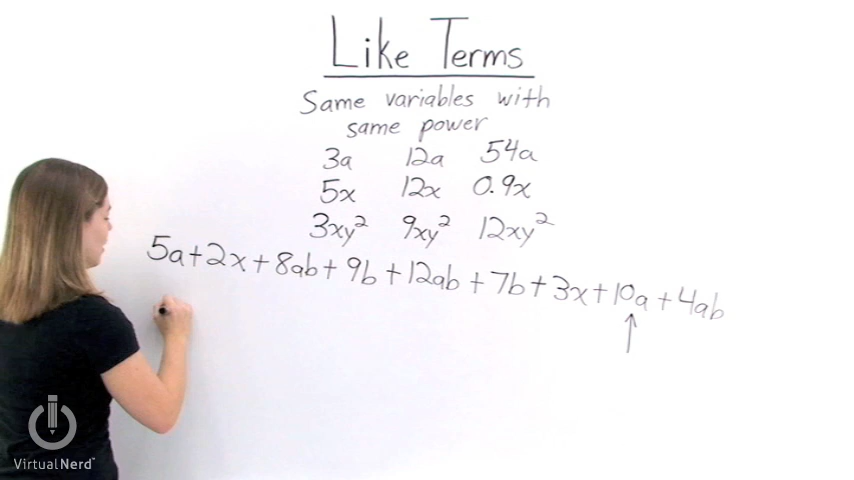 Like Terms
Same variables with
same power
3a 12a 54a
5x 12x 0.9x
3xy² 9xy² 12xy²
5a+2x+8ab+9b+12ab+7b+3x+10a+4ab
VirtualNerd™